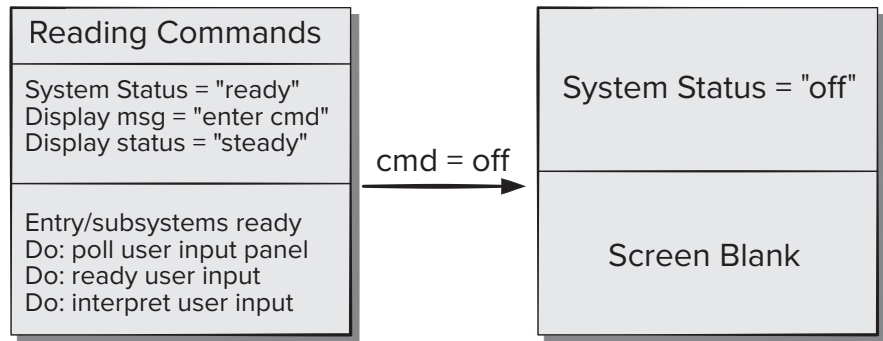 Reading Commands
System Status = "ready"
Display msg = "enter cmd"
Display status = "steady"
Entry/subsystems ready
Do: poll user input panel
Do: ready user input
Do: interpret user input
cmd = off
System Status = "off"
Screen Blank